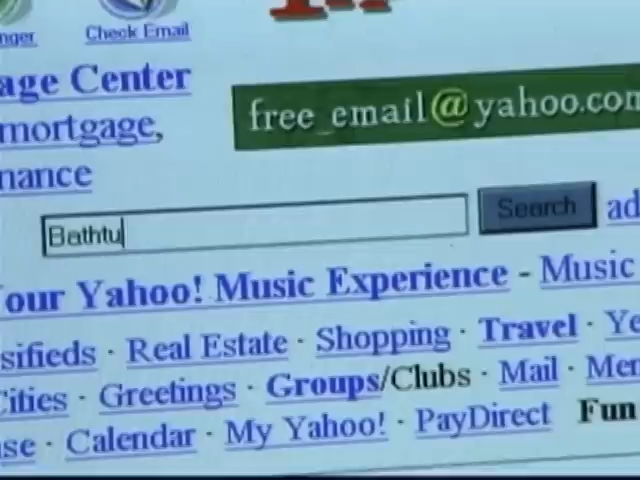 nger Check Email
age Center
mortgage,
nance
free_email@yahoo.com
Bathtu Search ad
our Yahoo! Music Experience - Music
sifieds · Real Estate · Shopping · Travel · Ye
Cities · Greetings · Groups/Clubs · Mail · Mem
se · Calendar · My Yahoo! · PayDirect Fun